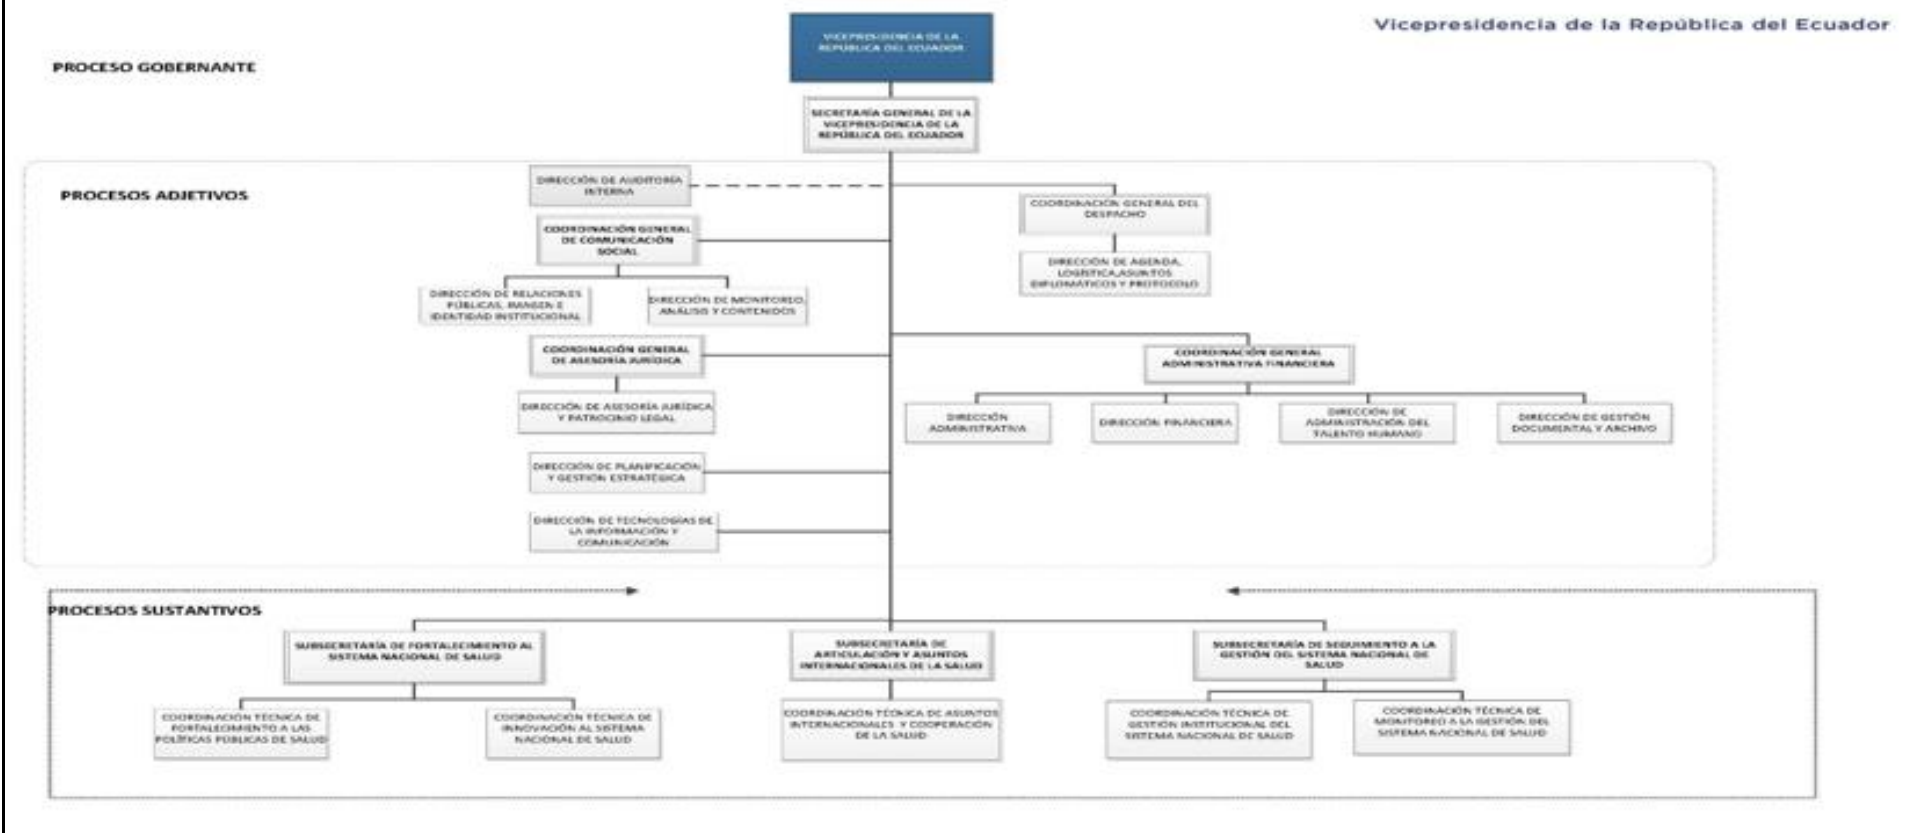 Vicepresidencia de la República del Ecuador
VICEPRESIDENCIA DE LA
REPÚBLICA DEL ECUADOR
PROCESO GOBERNANTE
SECRETARÍA GENERAL DE LA
VICEPRESIDENCIA DE LA
REPÚBLICA DEL ECUADOR
PROCESOS ADJETIVOS
DIRECCIÓN DE AUDITORÍA
INTERNA
COORDINACIÓN GENERAL DEL
DESPACHO
COORDINACIÓN GENERAL
DE COMUNICACIÓN
SOCIAL
DIRECCIÓN DE AGENDA,
LOGÍSTICA,ASUNTOS
DIPLOMÁTICOS Y PROTOCOLO
DIRECCIÓN DE RELACIONES
PÚBLICAS, IMAGEN E
IDENTIDAD INSTITUCIONAL
DIRECCIÓN DE MONITOREO,
ANÁLISIS Y CONTENIDOS
COORDINACIÓN GENERAL
DE ASESORÍA JURÍDICA
COORDINACIÓN GENERAL
ADMINISTRATIVA FINANCIERA
DIRECCIÓN DE ASESORÍA JURÍDICA
Y PATROCINIO LEGAL
DIRECCIÓN
ADMINISTRATIVA
DIRECCIÓN FINANCIERA
DIRECCIÓN DE
ADMINISTRACIÓN DEL
TALENTO HUMANO
DIRECCIÓN DE GESTIÓN
DOCUMENTAL Y ARCHIVO
DIRECCIÓN DE PLANIFICACIÓN
Y GESTIÓN ESTRATÉGICA
DIRECCIÓN DE TECNOLOGÍAS DE
LA INFORMACIÓN Y
COMUNICACIÓN
PROCESOS SUSTANTIVOS
SUBSECRETARÍA DE FORTALECIMIENTO AL
SISTEMA NACIONAL DE SALUD
SUBSECRETARÍA DE
ARTICULACIÓN Y ASUNTOS
INTERNACIONALES DE LA SALUD
SUBSECRETARÍA DE SEGUIMIENTO A LA
GESTIÓN DEL SISTEMA NACIONAL DE
SALUD
COORDINACIÓN TÉCNICA DE
FORTALECIMIENTO A LAS
POLÍTICAS PÚBLICAS DE SALUD
COORDINACIÓN TÉCNICA DE
INNOVACIÓN AL SISTEMA
NACIONAL DE SALUD
COORDINACIÓN TÉCNICA DE ASUNTOS
INTERNACIONALES Y COOPERACIÓN
DE LA SALUD
COORDINACIÓN TÉCNICA DE
GESTIÓN INSTITUCIONAL DEL
SISTEMA NACIONAL DE SALUD
COORDINACIÓN TÉCNICA DE
MONITOREO A LA GESTIÓN DEL
SISTEMA NACIONAL DE SALUD